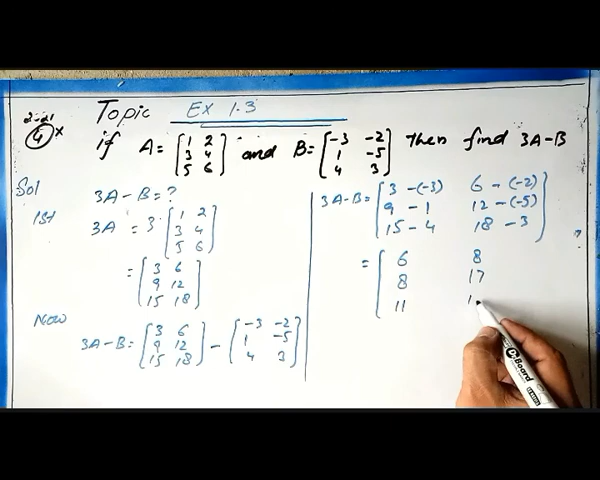 Topic EX 1.3
4 x
if A = [1 2 and B = [-3 -2 then find 3A-B
3 4 1 -5
5 6] 4 3]
Sol
3A-B = ?
1st 3A = 3 [1 2
3 4
5 6]
= [3 6
9 12
15 18]
Now
3A-B = [3 6 - [-3 -2
9 12 1 -5
15 18] 4 3]
3A-B = [3 - (-3) 6 - (-2)
9 - 1 12 - (-5)
15 - 4 18 - 3]
= [6 8
8 17
11 1
Board